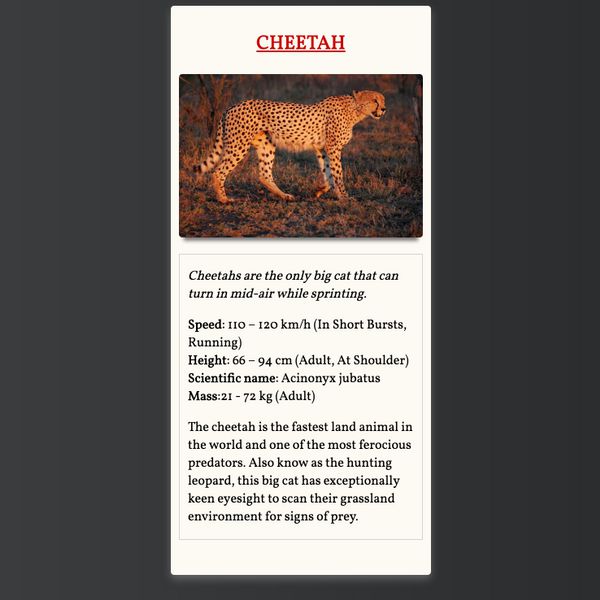 CHEETAH
Cheetahs are the only big cat that can
turn in mid-air while sprinting.
Speed: 110 – 120 km/h (In Short Bursts,
Running)
Height: 66 – 94 cm (Adult, At Shoulder)
Scientific name: Acinonyx jubatus
Mass:21 - 72 kg (Adult)
The cheetah is the fastest land animal in
the world and one of the most ferocious
predators. Also know as the hunting
leopard, this big cat has exceptionally
keen eyesight to scan their grassland
environment for signs of prey.